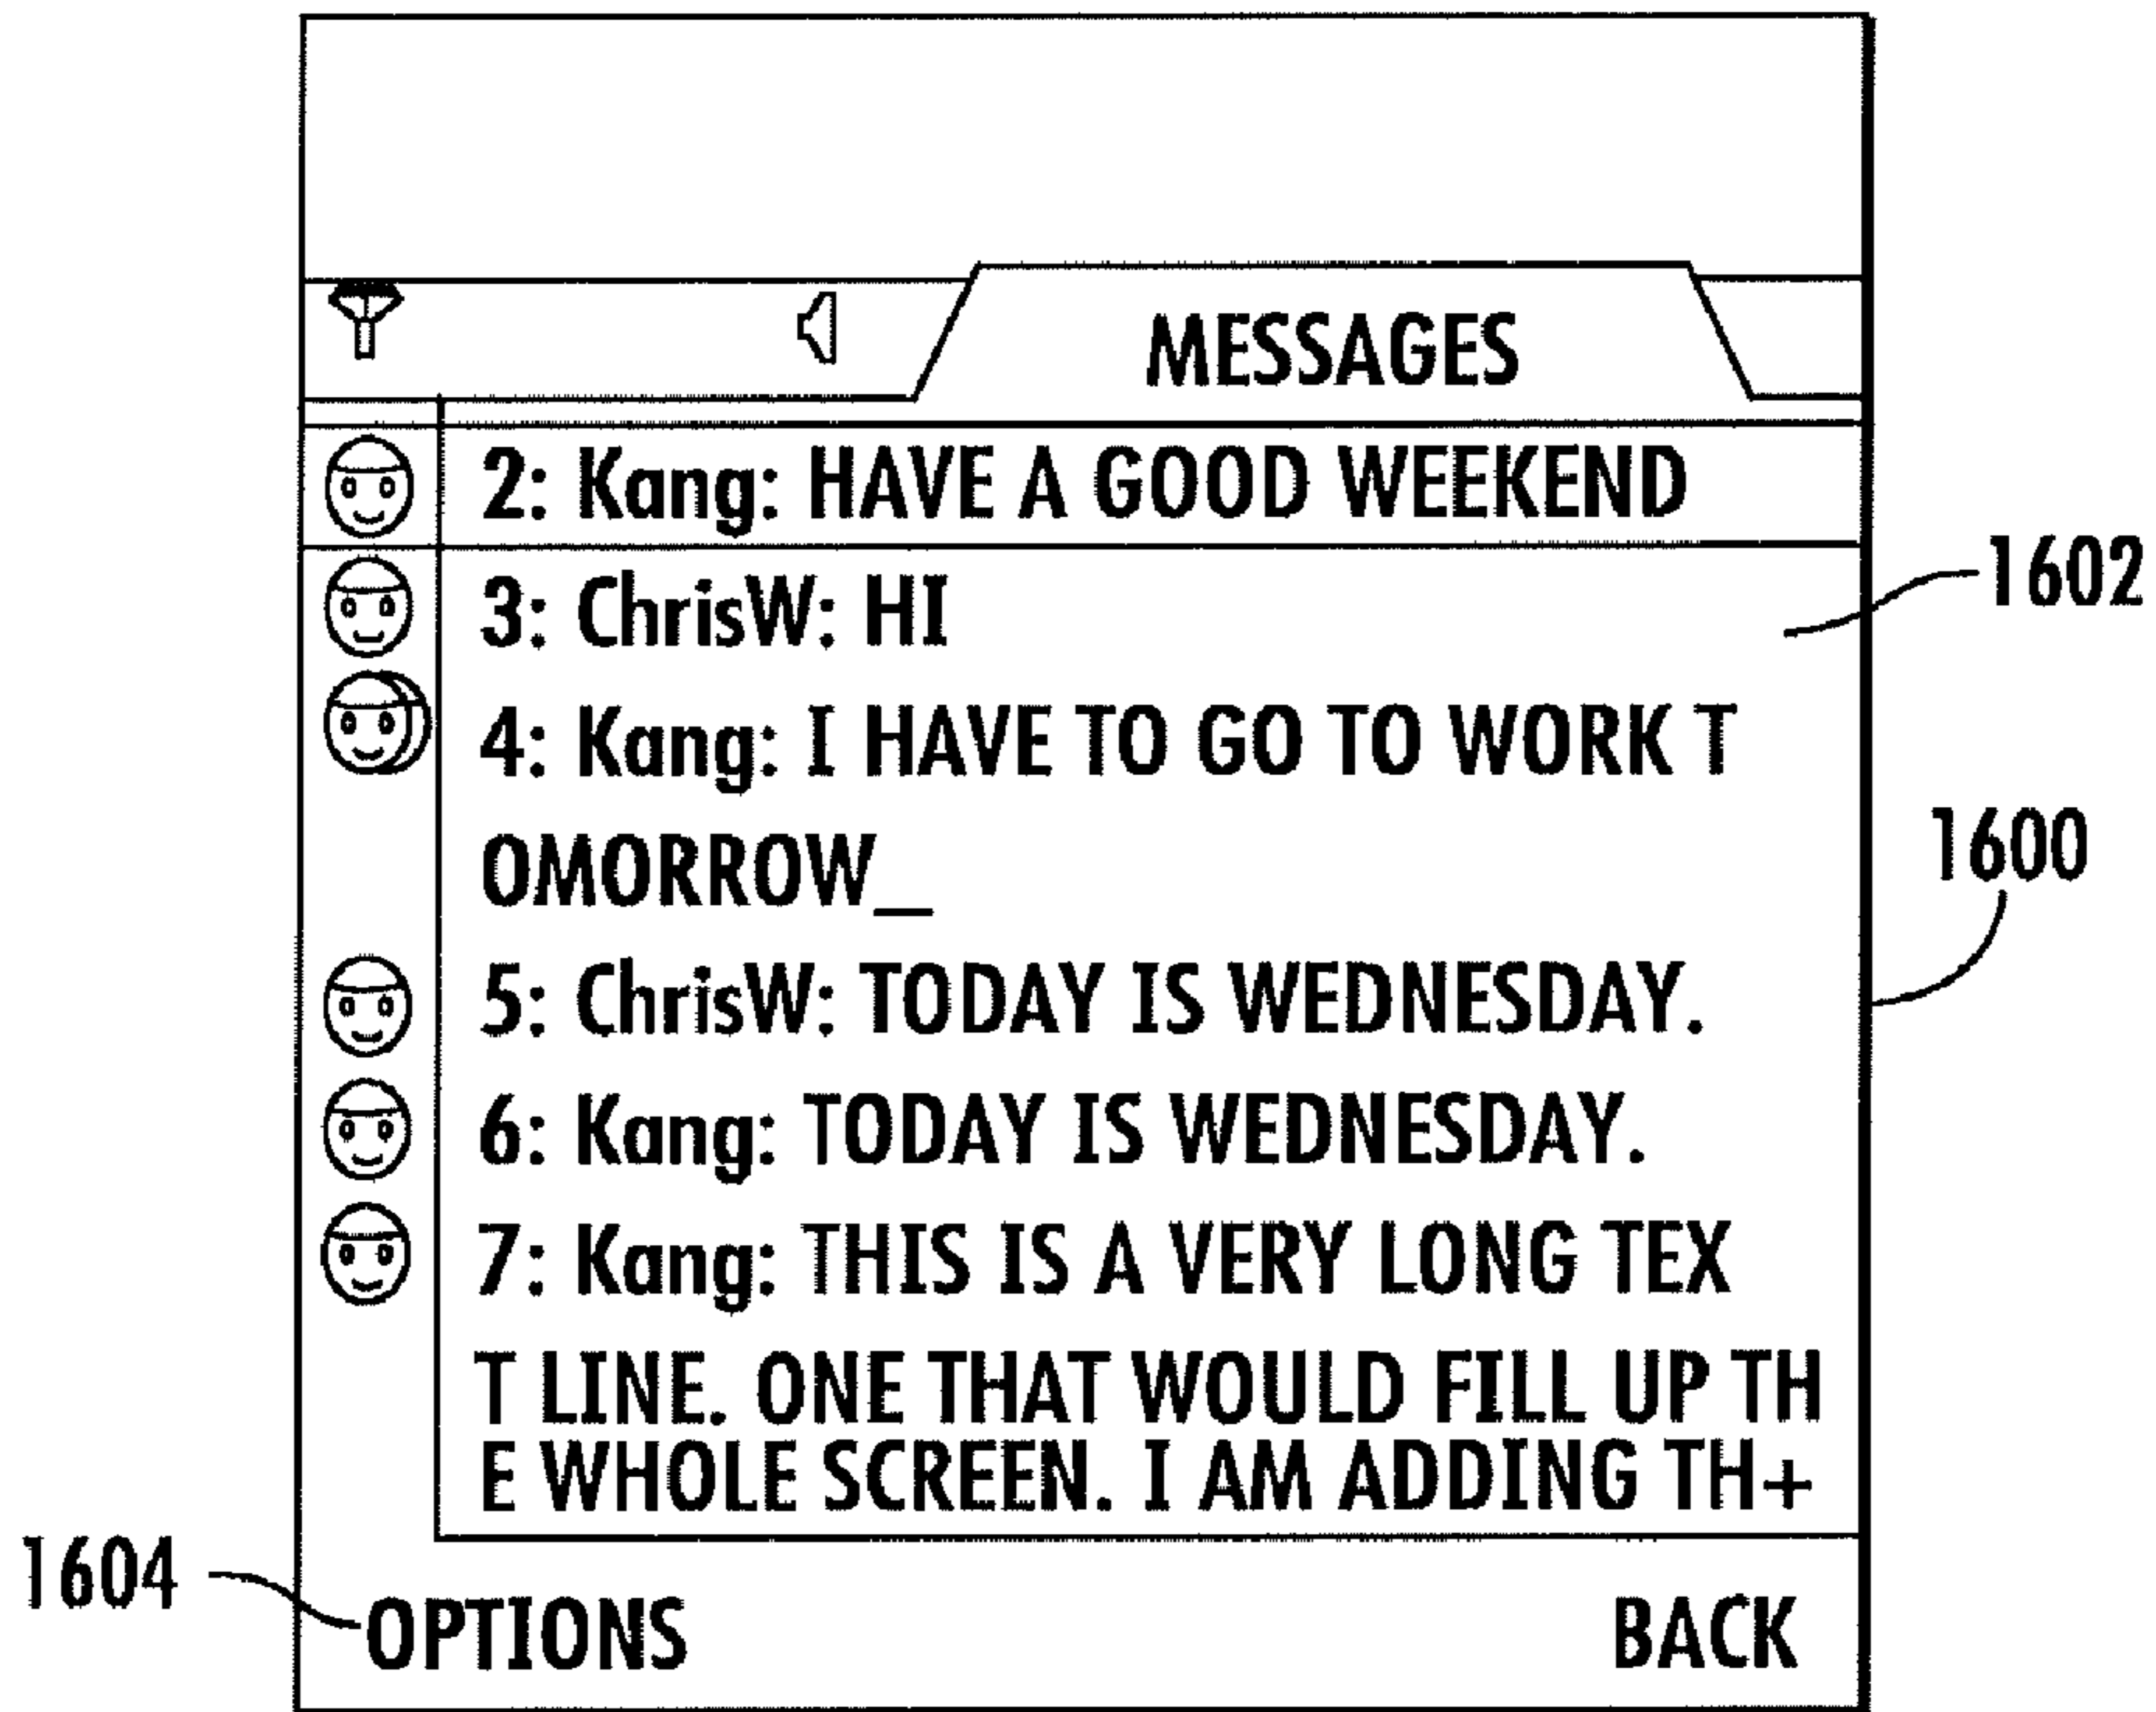 MESSAGES
2: Kang: HAVE A GOOD WEEKEND
1602
3: ChrisW: HI
4: Kang: I HAVE TO GO TO WORK T
OMORROW_
1600
5: ChrisW: TODAY IS WEDNESDAY.
6: Kang: TODAY IS WEDNESDAY.
7: Kang: THIS IS A VERY LONG TEX
T LINE. ONE THAT WOULD FILL UP TH
E WHOLE SCREEN. I AM ADDING TH+
1604
OPTIONS
BACK